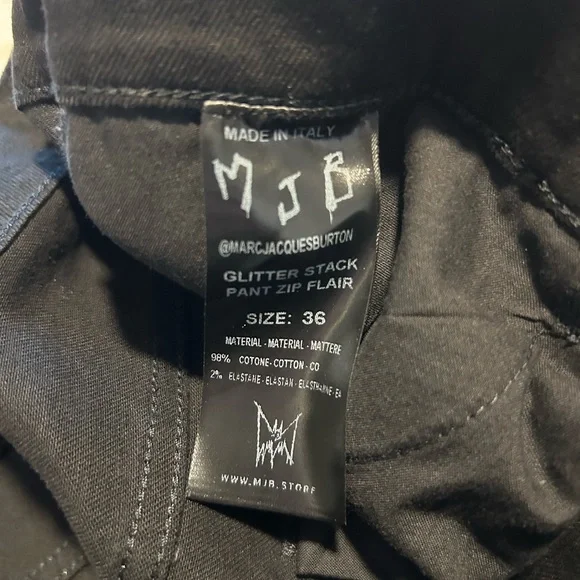 MADE IN ITALY
MJB
@MARCJACQUESBURTON
GLITTER STACK
PANT ZIP FLAIR
SIZE: 36
MATERIAL-MATERIAL-MATTERE
98% COTONE-COTTON-CO
2% ELASTANE-ELASTAN-ELASTHANNE-EA
WWW.MJB.STORE